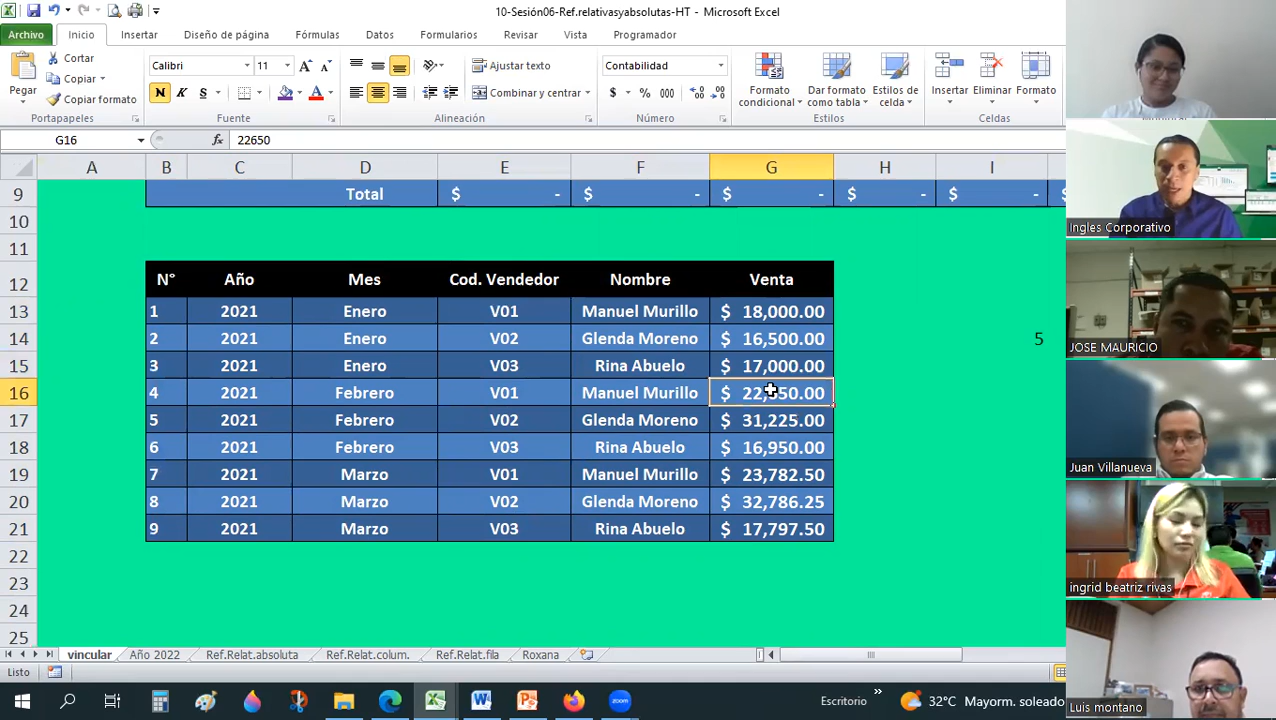 10-Sesión06-Ref.relativasyabsolutas-HT - Microsoft Excel
Archivo Inicio Insertar Diseño de página Fórmulas Datos Formularios Revisar Vista Programador
Cortar
Copiar
Copiar formato
Pegar
Portapapeles
Calibri 11
N K S
Fuente
Ajustar texto
Combinar y centrar
Alineación
Contabilidad
$ % 000
Número
Formato condicional
Dar formato como tabla
Estilos de celda
Estilos
Insertar Eliminar Formato
Celdas
G16 fx 22650
A B C D E F G H I
9 Total $ - $ - $ - $ - $ - $
10
11
12 N° Año Mes Cod. Vendedor Nombre Venta
13 1 2021 Enero V01 Manuel Murillo $ 18,000.00
14 2 2021 Enero V02 Glenda Moreno $ 16,500.00 5
15 3 2021 Enero V03 Rina Abuelo $ 17,000.00
16 4 2021 Febrero V01 Manuel Murillo $ 22,650.00
17 5 2021 Febrero V02 Glenda Moreno $ 31,225.00
18 6 2021 Febrero V03 Rina Abuelo $ 16,950.00
19 7 2021 Marzo V01 Manuel Murillo $ 23,782.50
20 8 2021 Marzo V02 Glenda Moreno $ 32,786.25
21 9 2021 Marzo V03 Rina Abuelo $ 17,797.50
22
23
24
25
vincular Año 2022 Ref.Relat.absoluta Ref.Relat.colum. Ref.Relat.fila Roxana
Listo
zoom
Escritorio » 32°C Mayorm. soleado
Ingles Corporativo
JOSE MAURICIO
Juan Villanueva
ingrid beatriz rivas
Luis montano